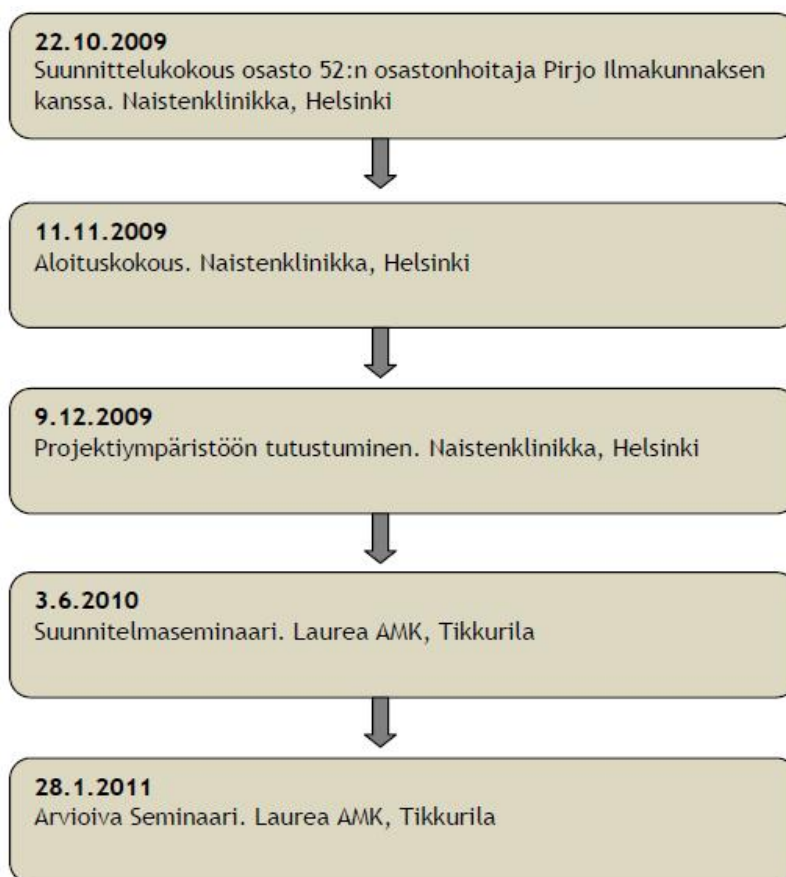 22.10.2009
Suunnittelukokous osasto 52:n osastonhoitaja Pirjo Ilmakunnaksen
kanssa. Naistenklinikka, Helsinki
11.11.2009
Aloituskokous. Naistenklinikka, Helsinki
9.12.2009
Projektiympäristöön tutustuminen. Naistenklinikka, Helsinki
3.6.2010
Suunnitelmaseminaari. Laurea AMK, Tikkurila
28.1.2011
Arvioiva Seminaari. Laurea AMK, Tikkurila